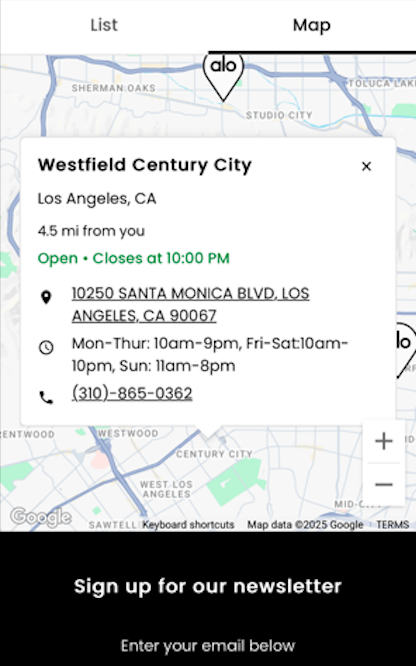 List
Map
alo
SHERMAN OAKS
TOLUCA LAK
STUDIO CITY
Westfield Century City
×
Los Angeles, CA
4.5 mi from you
Open • Closes at 10:00 PM
10250 SANTA MONICA BLVD, LOS
ANGELES, CA 90067
Mon-Thur: 10am-9pm, Fri-Sat:10am-
10pm, Sun: 11am-8pm
(310)-865-0362
lo
RENTWOOD
WESTWOOD
+
CENTURY CITY
−
WEST LOS
ANGELES
MID-CITY
Google
SAWTELL
Keyboard shortcuts
Map data ©2025 Google
TERMS
Sign up for our newsletter
Enter your email below